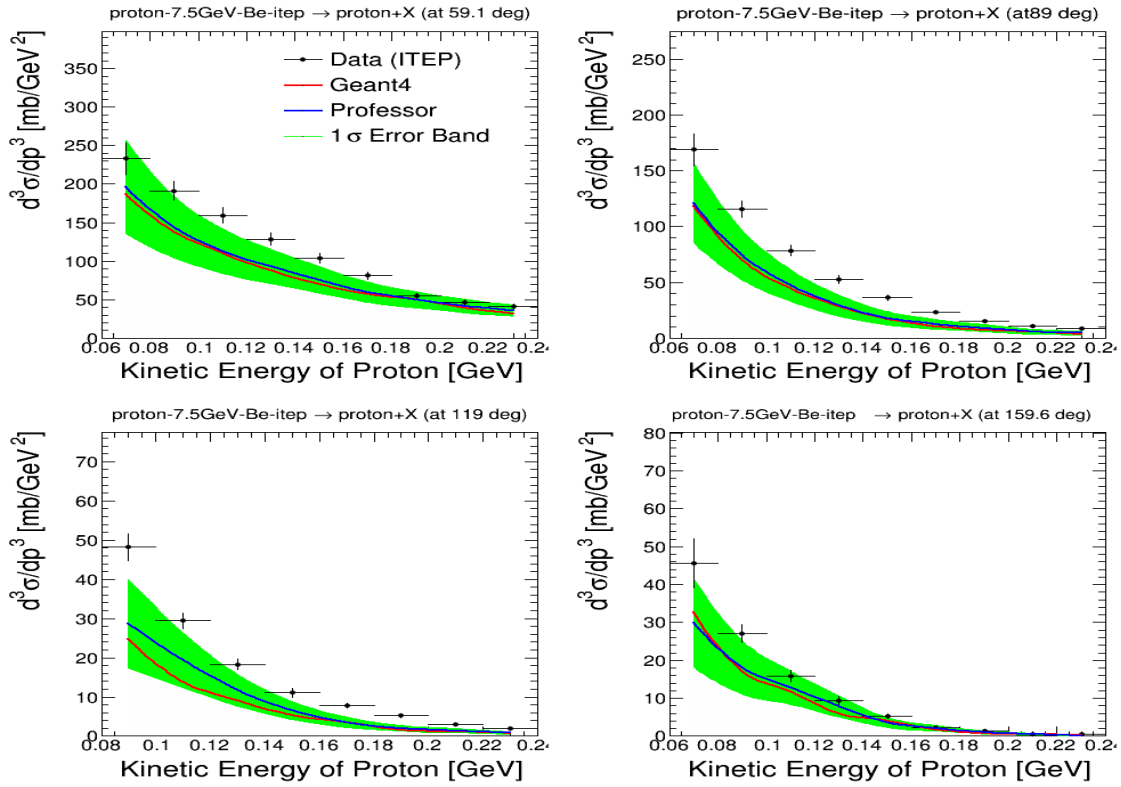 proton-7.5GeV-Be-itep → proton+X (at 59.1 deg)
d³σ/dp³ [mb/GeV²]
350
300
250
200
150
100
50
0
Data (ITEP)
Geant4
Professor
1σ Error Band
0.06 0.08 0.1 0.12 0.14 0.16 0.18 0.2 0.22 0.24
Kinetic Energy of Proton [GeV]
proton-7.5GeV-Be-itep → proton+X (at89 deg)
d³σ/dp³ [mb/GeV²]
250
200
150
100
50
0
0.06 0.08 0.1 0.12 0.14 0.16 0.18 0.2 0.22 0.24
Kinetic Energy of Proton [GeV]
proton-7.5GeV-Be-itep → proton+X (at 119 deg)
d³σ/dp³ [mb/GeV²]
70
60
50
40
30
20
10
0
0.08 0.1 0.12 0.14 0.16 0.18 0.2 0.22 0.24
Kinetic Energy of Proton [GeV]
proton-7.5GeV-Be-itep → proton+X (at 159.6 deg)
d³σ/dp³ [mb/GeV²]
80
70
60
50
40
30
20
10
0
0.06 0.08 0.1 0.12 0.14 0.16 0.18 0.2 0.22 0.24
Kinetic Energy of Proton [GeV]